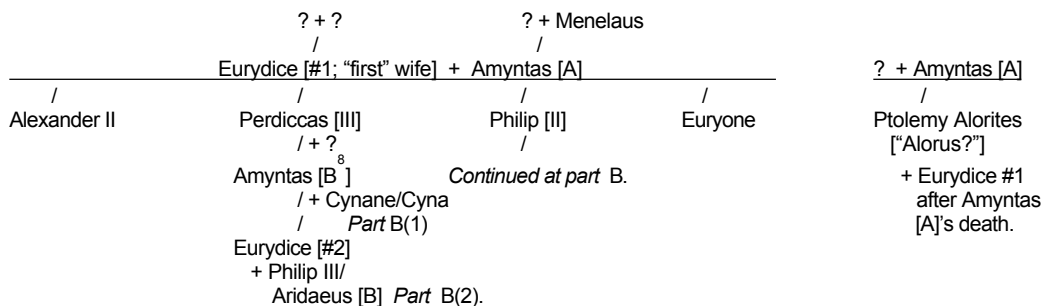 ? + ? ? + Menelaus
/ /
Eurydice [#1; “first” wife] + Amyntas [A] ? + Amyntas [A]
/ / / / /
Alexander II Perdiccas [III] Philip [II] Euryone Ptolemy Alorites
/ + ? / [“Alorus?”]
Amyntas [B⁸] Continued at part B. + Eurydice #1
/ + Cynane/Cyna after Amyntas
/ Part B(1) [A]’s death.
Eurydice [#2]
+ Philip III/
Aridaeus [B] Part B(2).